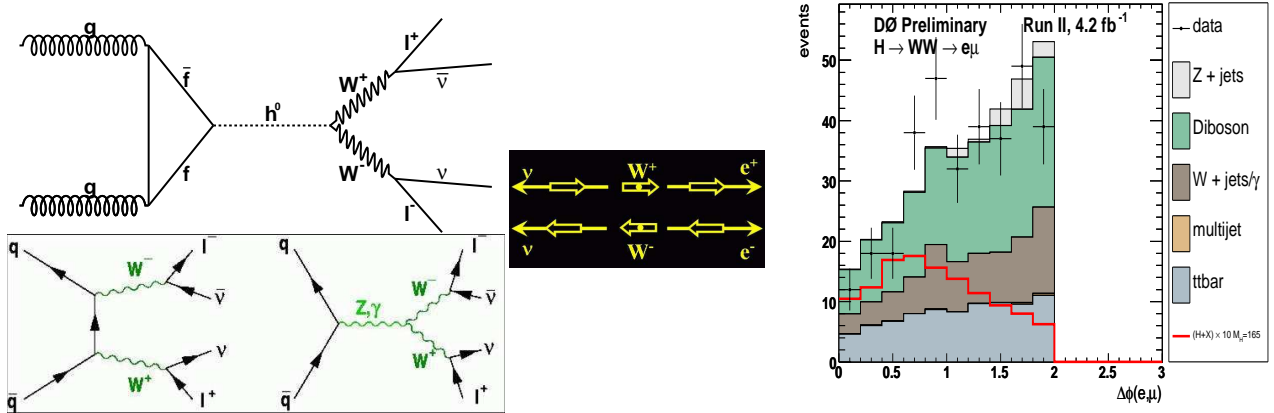 g
f̄
l⁺
ν̄
W⁺
h⁰
g
f
W⁻
ν
l⁻
q
W⁻
l⁻
ν̄
W⁺
ν
q̄
l⁺
q
Z,γ
W⁻
l⁻
ν̄
W⁺
ν
q̄
l⁺
ν W⁺ e⁺
ν W⁻ e⁻
events
DØ Preliminary Run II, 4.2 fb⁻¹
H → WW → eμ
50
40
30
20
10
0
0 0.5 1 1.5 2 2.5 3
Δφ(e,μ)
data
Z + jets
Diboson
W + jets/γ
multijet
ttbar
(H+X) × 10 M_H=165